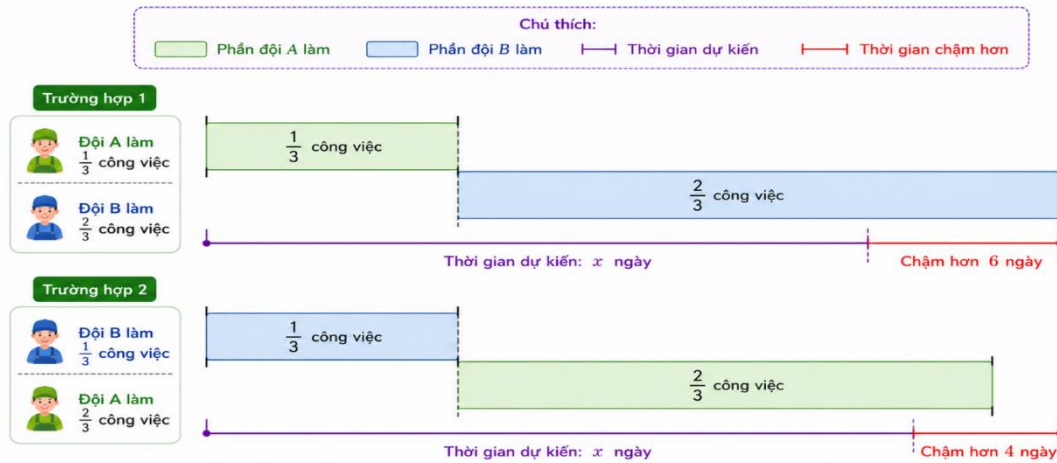 Chú thích:
Phần đội A làm Phần đội B làm Thời gian dự kiến Thời gian chậm hơn
Trường hợp 1
Đội A làm
1/3 công việc
Đội B làm
2/3 công việc
1/3 công việc
2/3 công việc
Thời gian dự kiến: x ngày Chậm hơn 6 ngày
Trường hợp 2
Đội B làm
1/3 công việc
Đội A làm
2/3 công việc
1/3 công việc
2/3 công việc
Thời gian dự kiến: x ngày Chậm hơn 4 ngày